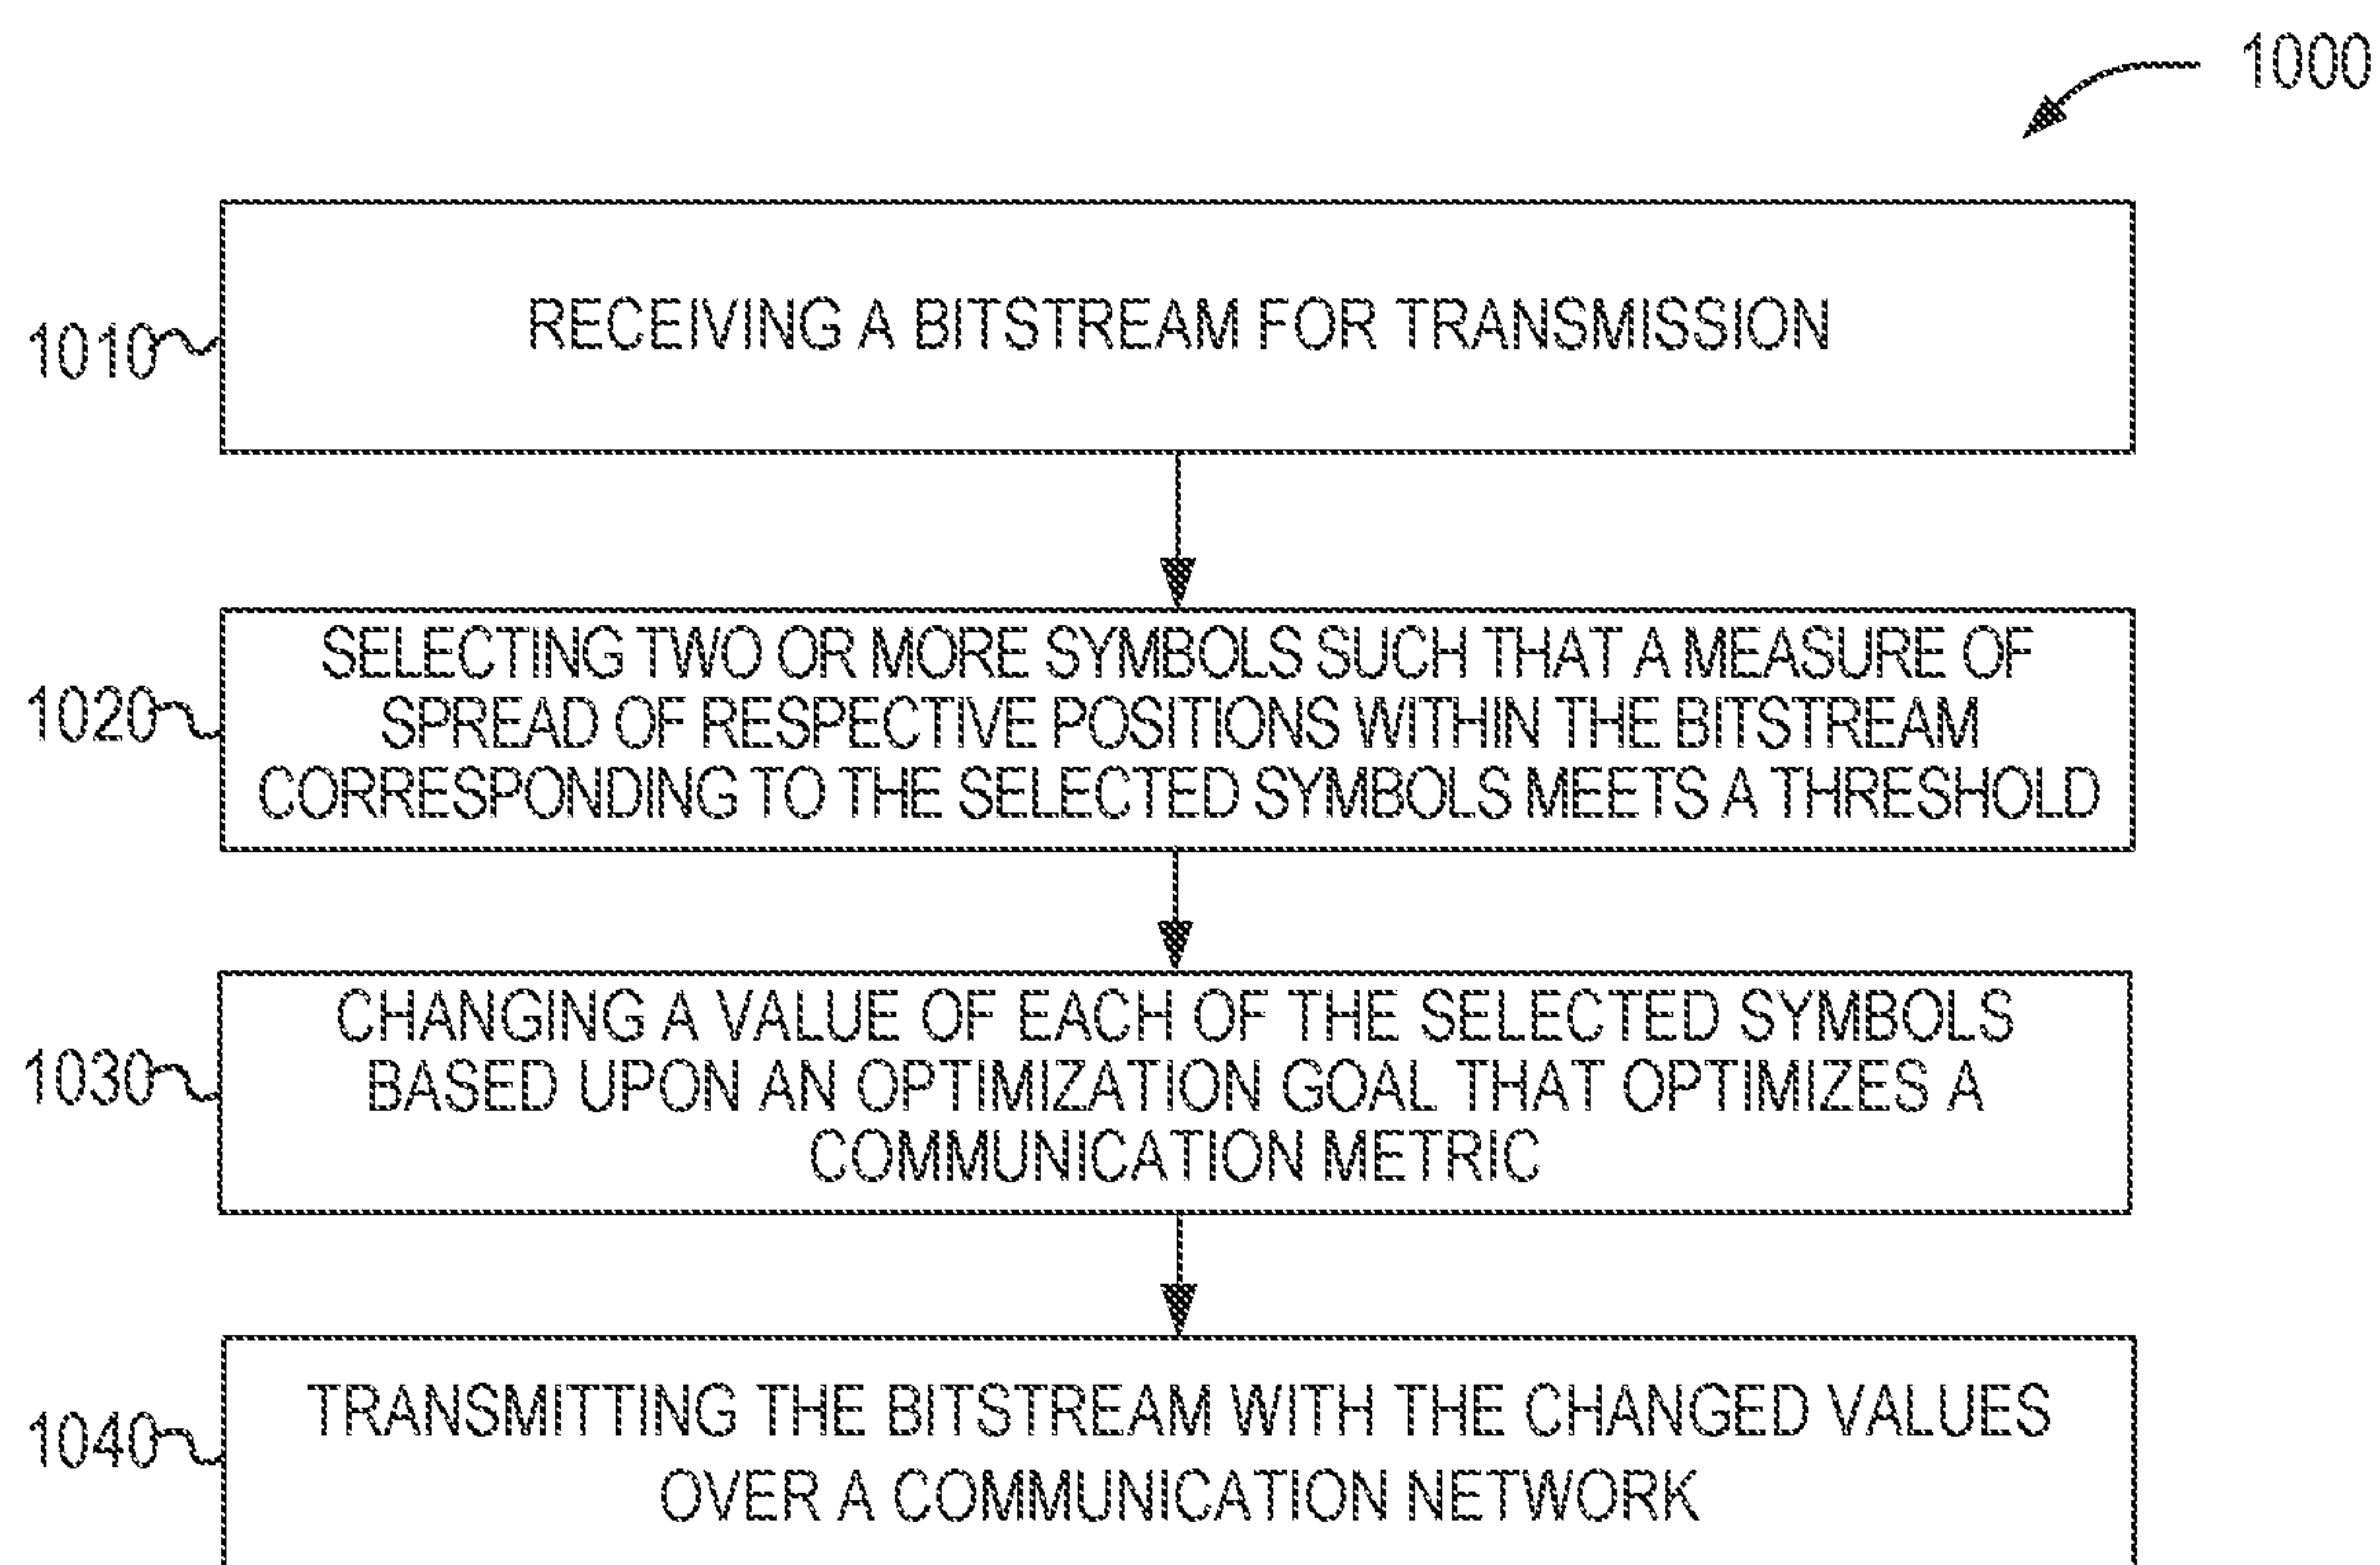 1000
1010
RECEIVING A BITSTREAM FOR TRANSMISSION
1020
SELECTING TWO OR MORE SYMBOLS SUCH THAT A MEASURE OF
SPREAD OF RESPECTIVE POSITIONS WITHIN THE BITSTREAM
CORRESPONDING TO THE SELECTED SYMBOLS MEETS A THRESHOLD
1030
CHANGING A VALUE OF EACH OF THE SELECTED SYMBOLS
BASED UPON AN OPTIMIZATION GOAL THAT OPTIMIZES A
COMMUNICATION METRIC
1040
TRANSMITTING THE BITSTREAM WITH THE CHANGED VALUES
OVER A COMMUNICATION NETWORK